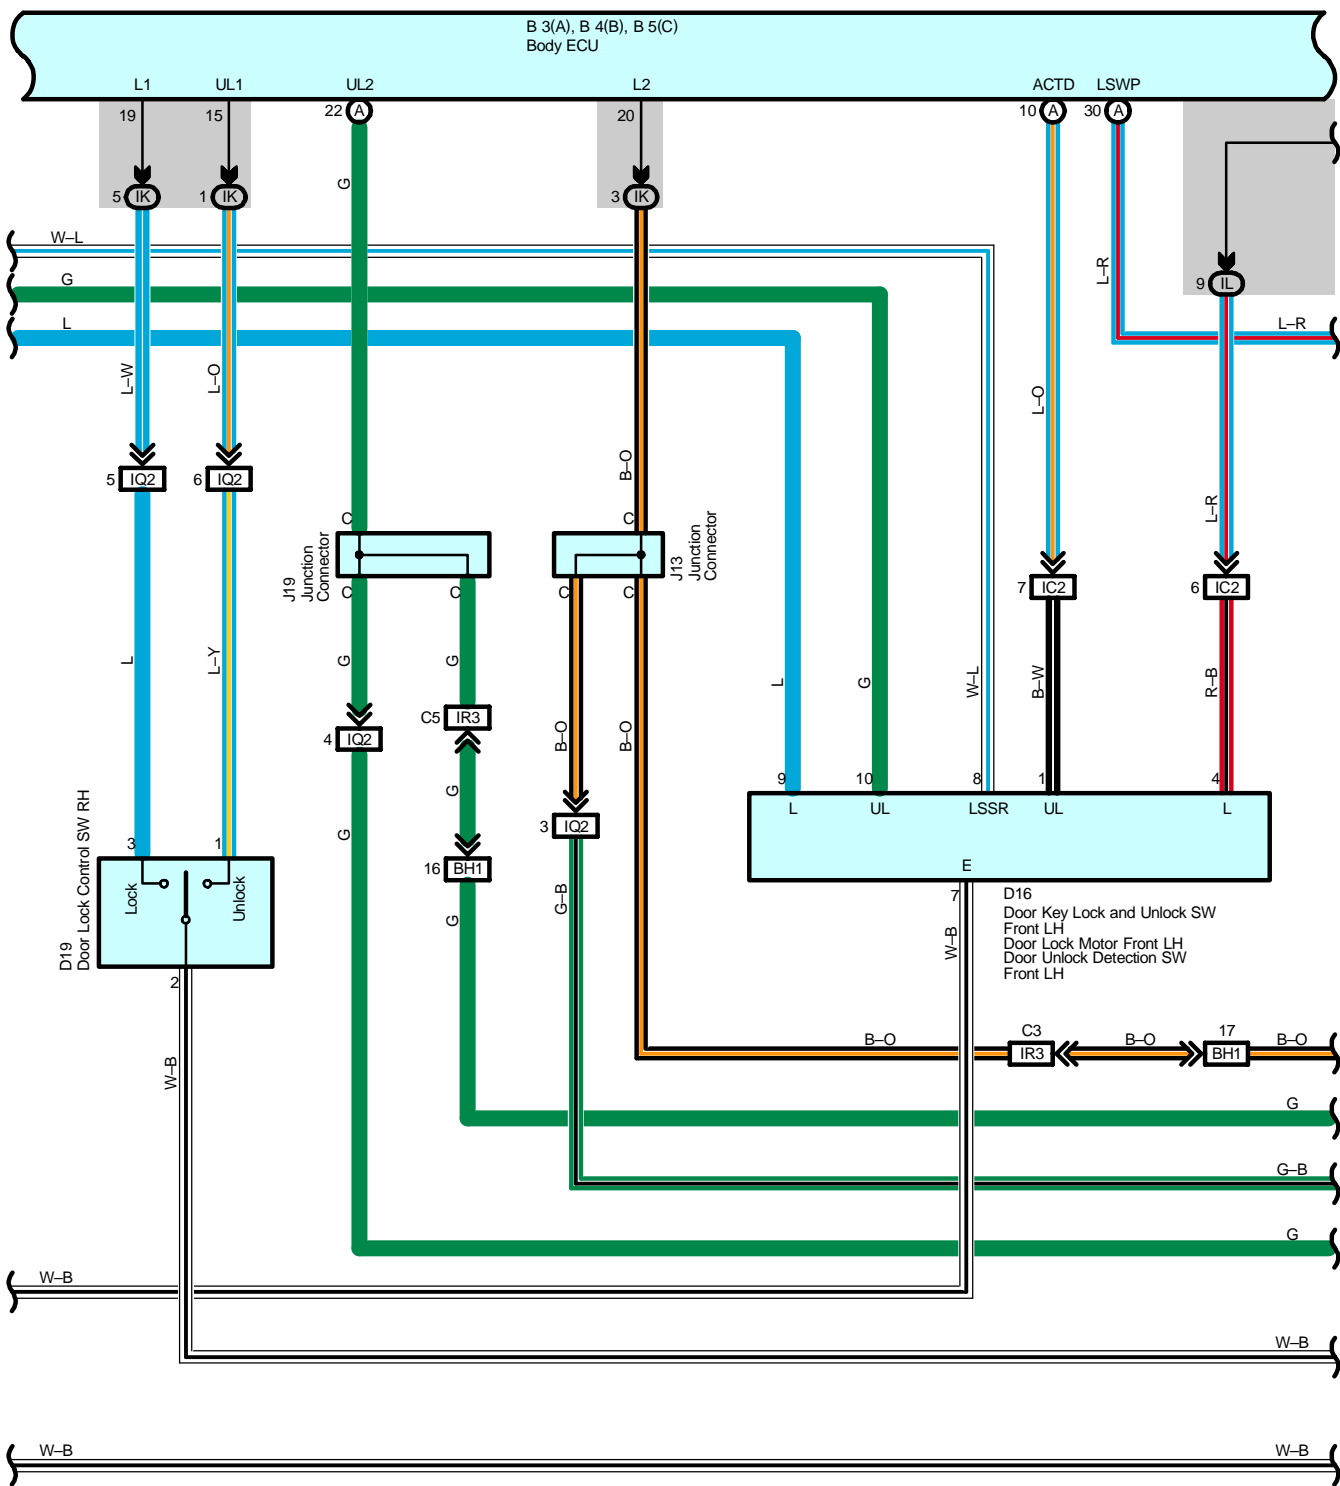 B 3(A), B 4(B), B 5(C)
Body ECU
L1
UL1
UL2
L2
ACTD
LSWP
19
15
22
A
20
10
A
30
A
5
IK
1
IK
G
3
IK
W–L
G
L
L–R
9
IL
L–R
L–W
L–O
L–O
B–O
L–R
5
IQ2
6
IQ2
C
C
J19
Junction
Connector
J13
Junction
Connector
C
C
C
C
7
IC2
6
IC2
L
L–Y
G
G
L
G
W–L
B–W
R–B
C5
IR3
4
IQ2
B–O
B–O
G
G
3
IQ2
9
10
8
1
4
L
UL
LSSR
UL
L
E
3
1
Lock
Unlock
D19
Door Lock Control SW RH
16
BH1
G
G–B
7
W–B
D16
Door Key Lock and Unlock SW
Front LH
Door Lock Motor Front LH
Door Unlock Detection SW
Front LH
2
W–B
B–O
C3
IR3
B–O
17
BH1
B–O
G
G–B
G
W–B
W–B
W–B
W–B